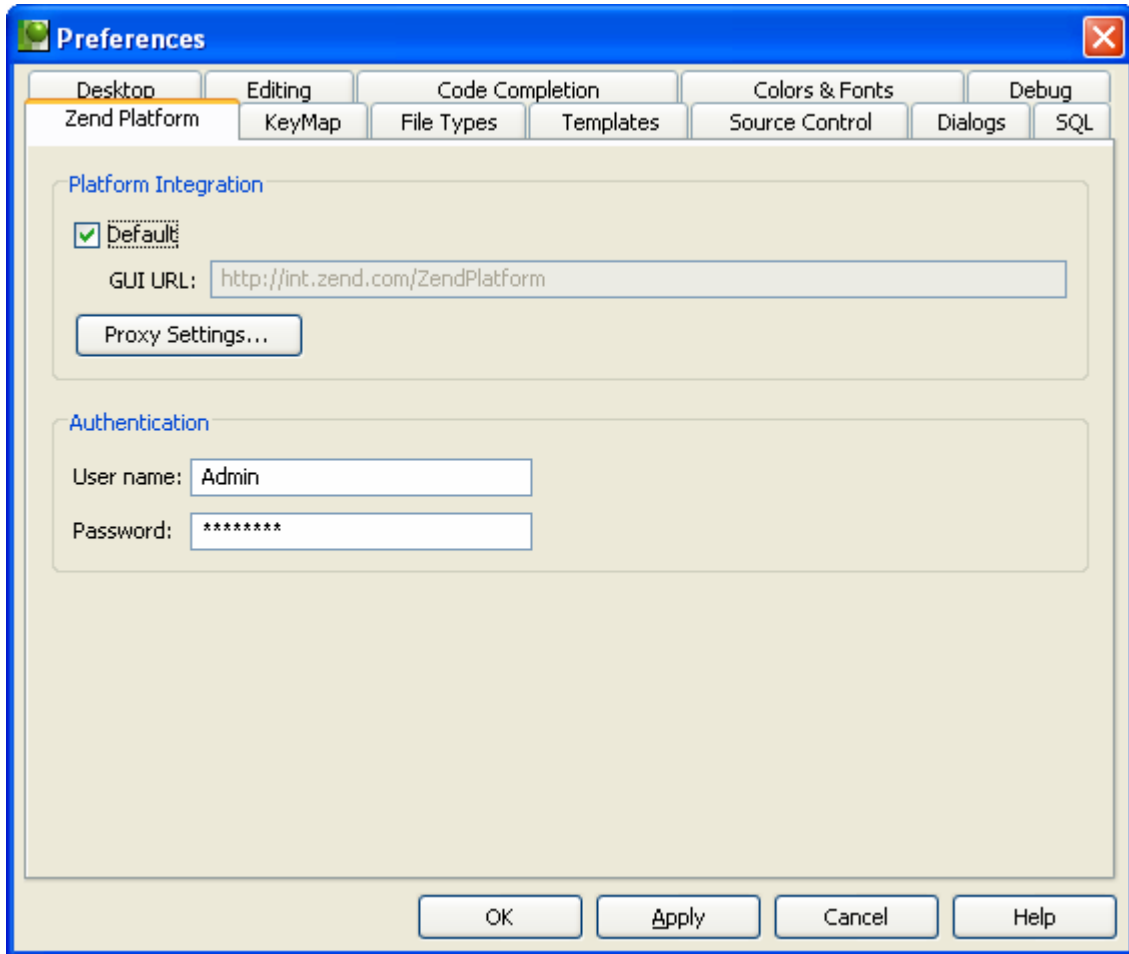 Preferences
Desktop Editing Code Completion Colors & Fonts Debug
Zend Platform KeyMap File Types Templates Source Control Dialogs SQL
Platform Integration
Default
GUI URL: http://int.zend.com/ZendPlatform
Proxy Settings...
Authentication
User name: Admin
Password: ********
OK Apply Cancel Help